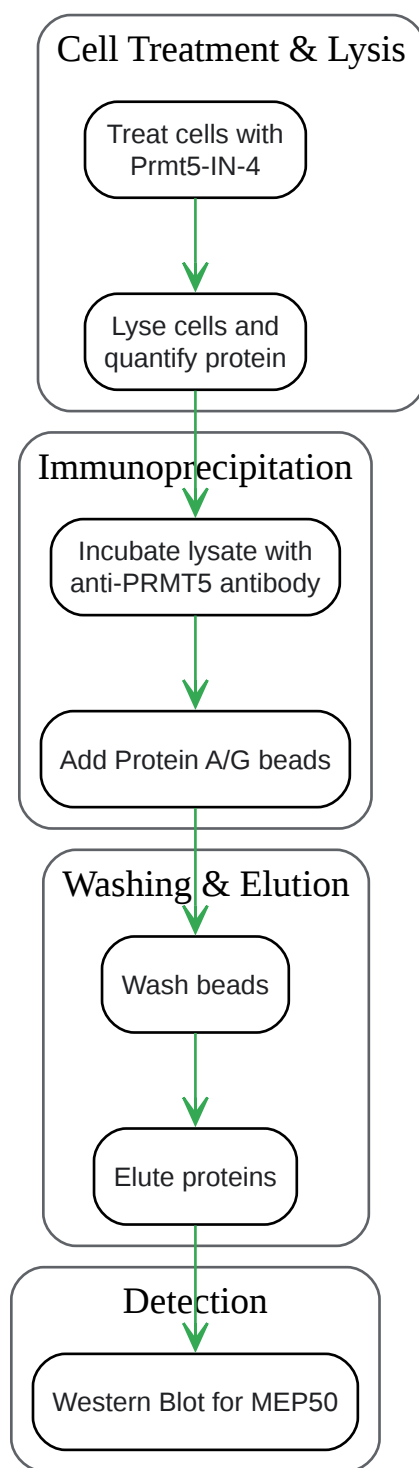 Cell Treatment & Lysis
Treat cells with
Prmt5-IN-4
Lyse cells and
quantify protein
Immunoprecipitation
Incubate lysate with
anti-PRMT5 antibody
Add Protein A/G beads
Washing & Elution
Wash beads
Elute proteins
Detection
Western Blot for MEP50